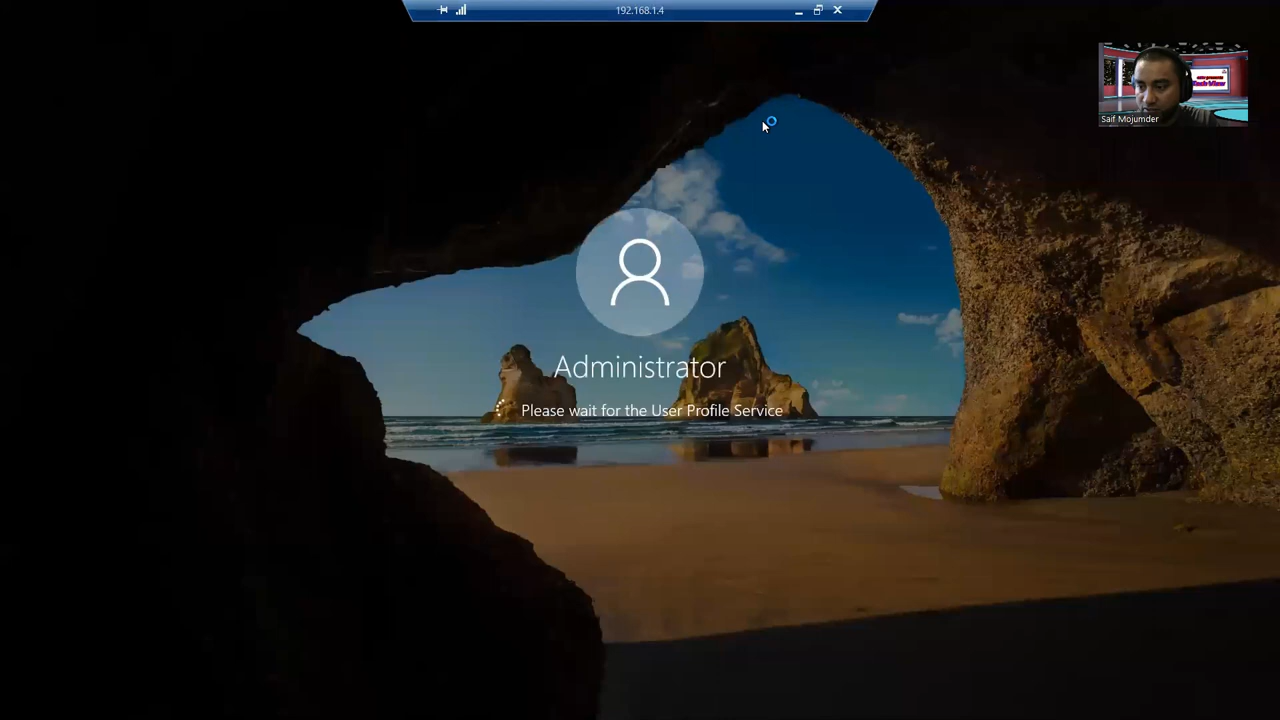 192.168.1.4
Saif Mojumder
Administrator
Please wait for the User Profile Service